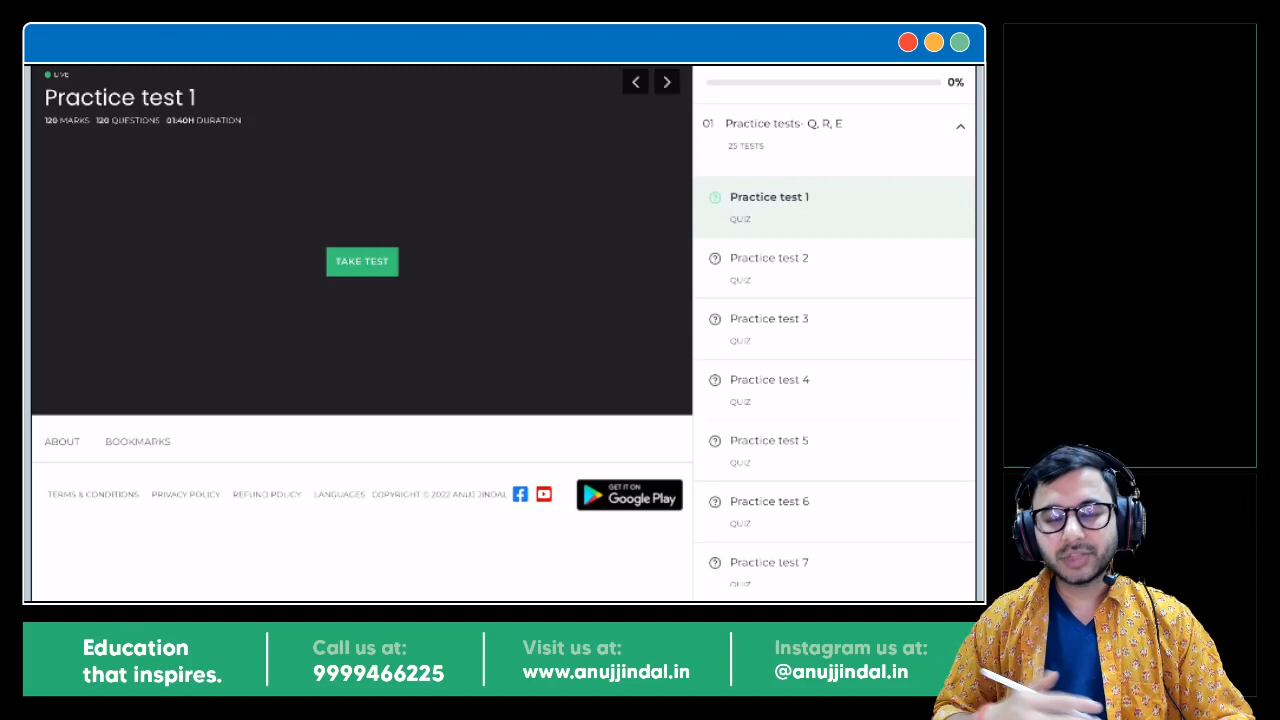 LIVE
Practice test 1
120 MARKS 120 QUESTIONS 01:40H DURATION
TAKE TEST
ABOUT BOOKMARKS
TERMS & CONDITIONS PRIVACY POLICY REFUND POLICY LANGUAGES COPYRIGHT © 2022 ANUJ JINDAL
GET IT ON
Google Play
0%
01 Practice tests- Q, R, E
25 TESTS
Practice test 1
QUIZ
Practice test 2
QUIZ
Practice test 3
QUIZ
Practice test 4
QUIZ
Practice test 5
QUIZ
Practice test 6
QUIZ
Practice test 7
QUIZ
Education
that inspires.
Call us at:
9999466225
Visit us at:
www.anujjindal.in
Instagram us at:
@anujjindal.in